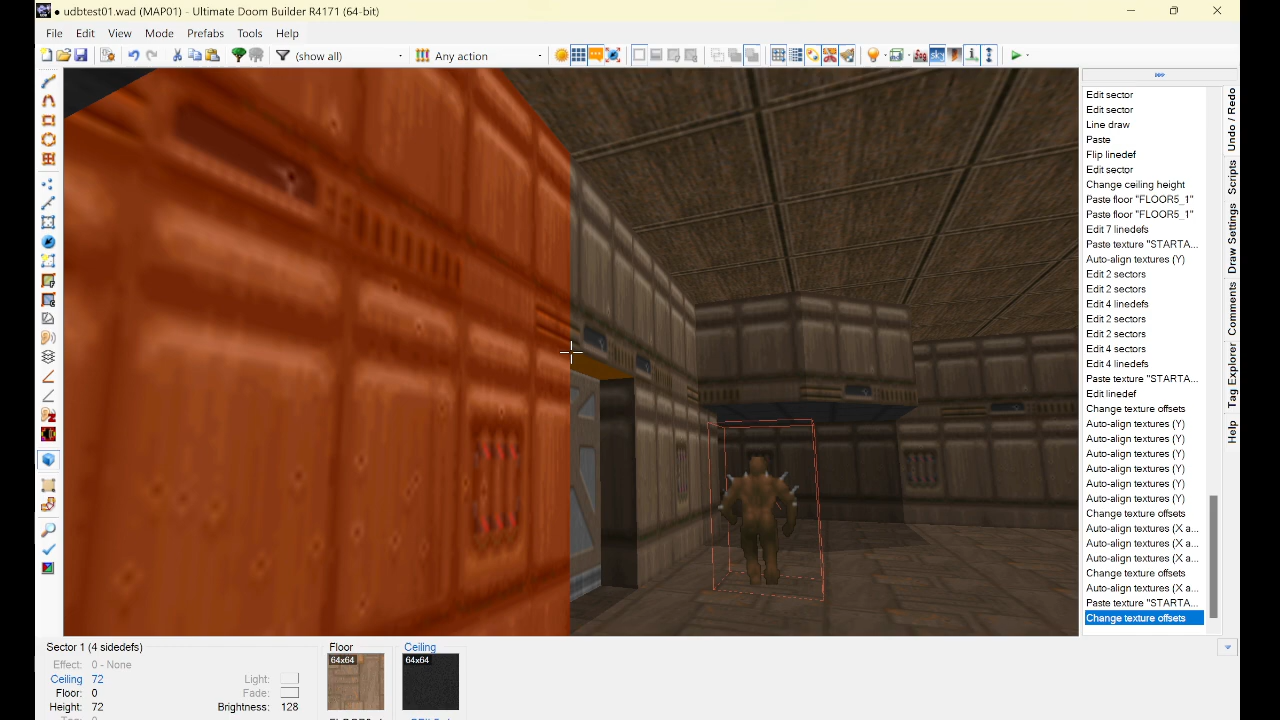 ● udbtest01.wad (MAP01) - Ultimate Doom Builder R4171 (64-bit)
File Edit View Mode Prefabs Tools Help
(show all) Any action
Edit sector
Edit sector
Line draw
Paste
Flip linedef
Edit sector
Change ceiling height
Paste floor "FLOOR5_1"
Paste floor "FLOOR5_1"
Edit 7 linedefs
Paste texture "STARTA...
Auto-align textures (Y)
Edit 2 sectors
Edit 2 sectors
Edit 4 linedefs
Edit 2 sectors
Edit 2 sectors
Edit 4 sectors
Edit 4 linedefs
Paste texture "STARTA...
Edit linedef
Change texture offsets
Auto-align textures (Y)
Auto-align textures (Y)
Auto-align textures (Y)
Auto-align textures (Y)
Auto-align textures (Y)
Auto-align textures (Y)
Change texture offsets
Auto-align textures (X a...
Auto-align textures (X a...
Auto-align textures (X a...
Change texture offsets
Auto-align textures (X a...
Paste texture "STARTA...
Change texture offsets
Undo / Redo
Scripts
Draw Settings
Comments
Tag Explorer
Help
Sector 1 (4 sidedefs)
Effect: 0 - None
Ceiling 72 Light:
Floor: 0 Fade:
Height: Brightness: 128
Floor
64x64
Ceiling
64x64